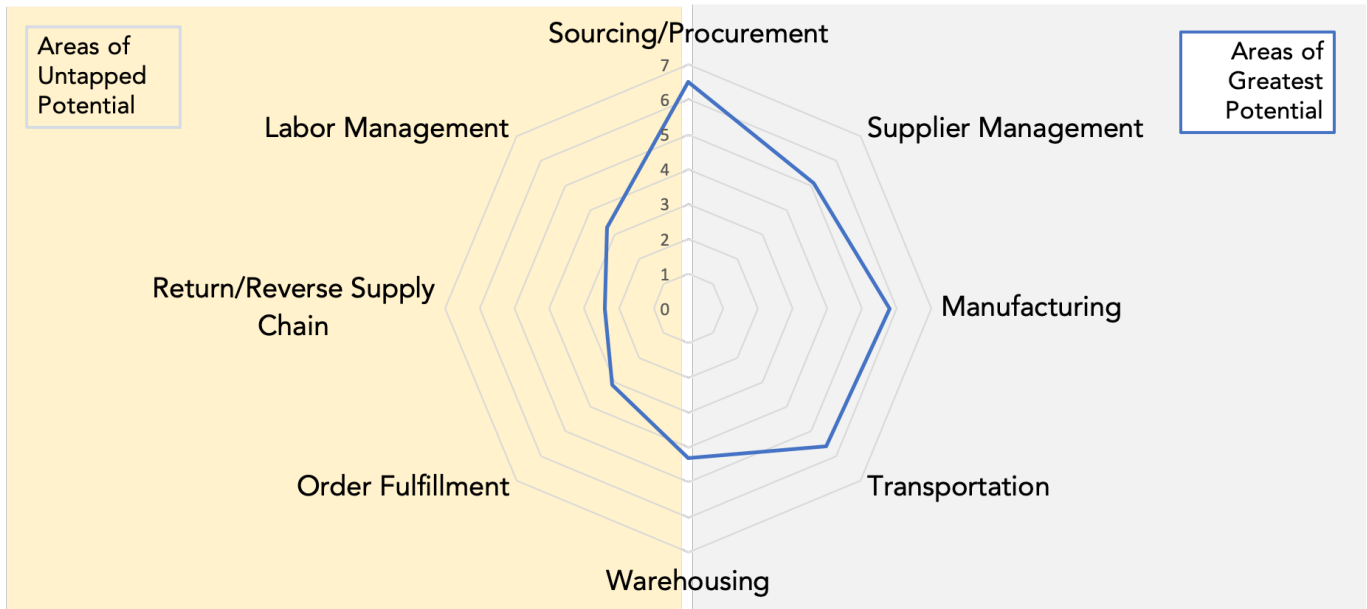 Areas of
Untapped
Potential
Sourcing/Procurement
Areas of
Greatest
Potential
7
6
5
4
3
2
1
0
Labor Management
Supplier Management
Return/Reverse Supply
Chain
Manufacturing
Order Fulfillment
Transportation
Warehousing